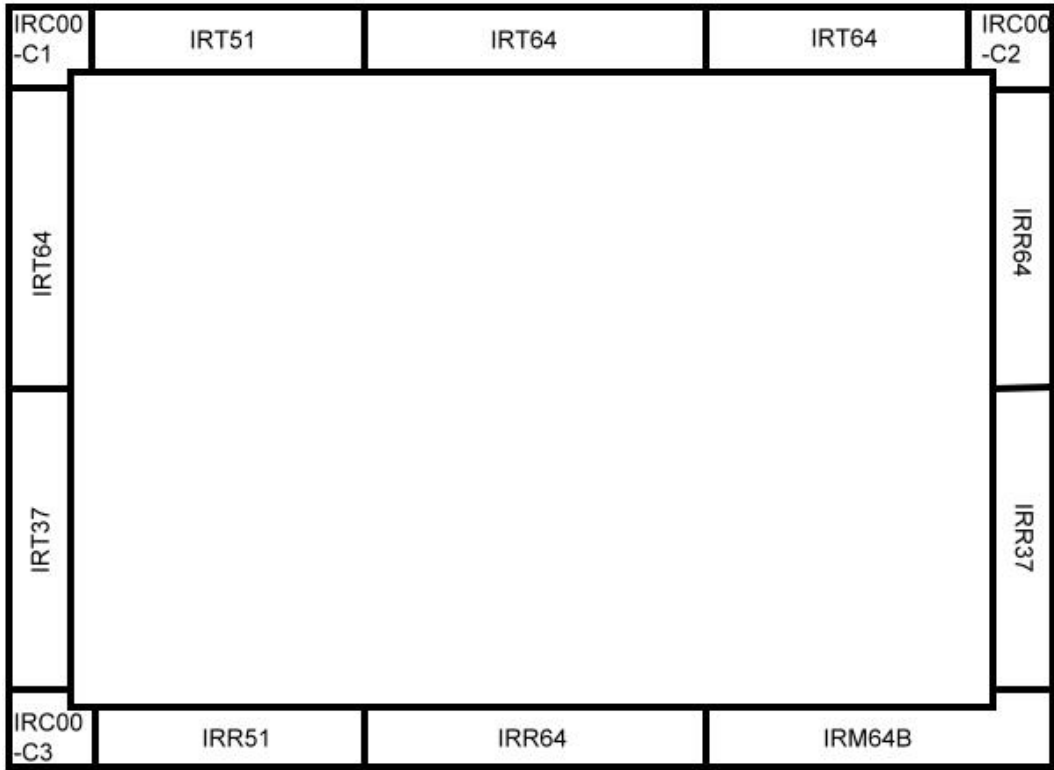 IRC00
-C1
IRT51
IRT64
IRT64
IRC00
-C2
IRT64
IRR64
IRT37
IRR37
IRC00
-C3
IRR51
IRR64
IRM64B